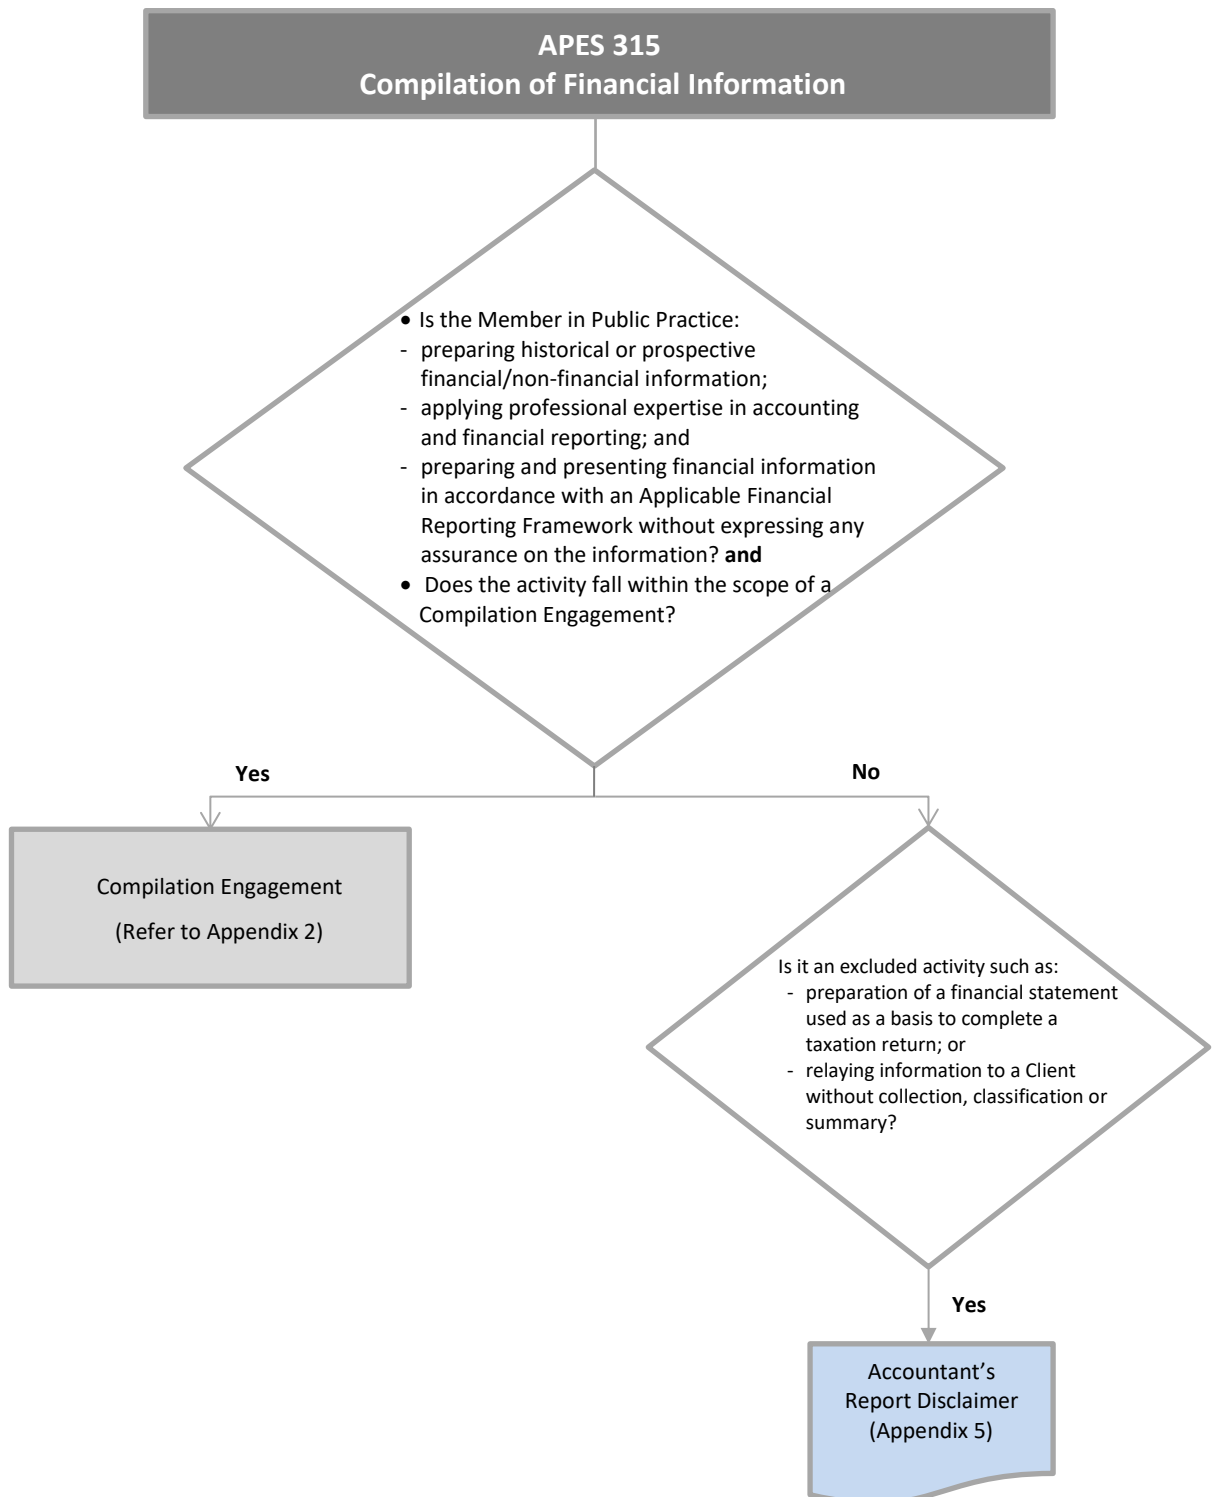 APES 315
Compilation of Financial Information
• Is the Member in Public Practice:
- preparing historical or prospective
financial/non-financial information;
- applying professional expertise in accounting
and financial reporting; and
- preparing and presenting financial information
in accordance with an Applicable Financial
Reporting Framework without expressing any
assurance on the information? and
• Does the activity fall within the scope of a
Compilation Engagement?
Yes
No
Compilation Engagement
(Refer to Appendix 2)
Is it an excluded activity such as:
- preparation of a financial statement
used as a basis to complete a
taxation return; or
- relaying information to a Client
without collection, classification or
summary?
Yes
Accountant’s
Report Disclaimer
(Appendix 5)